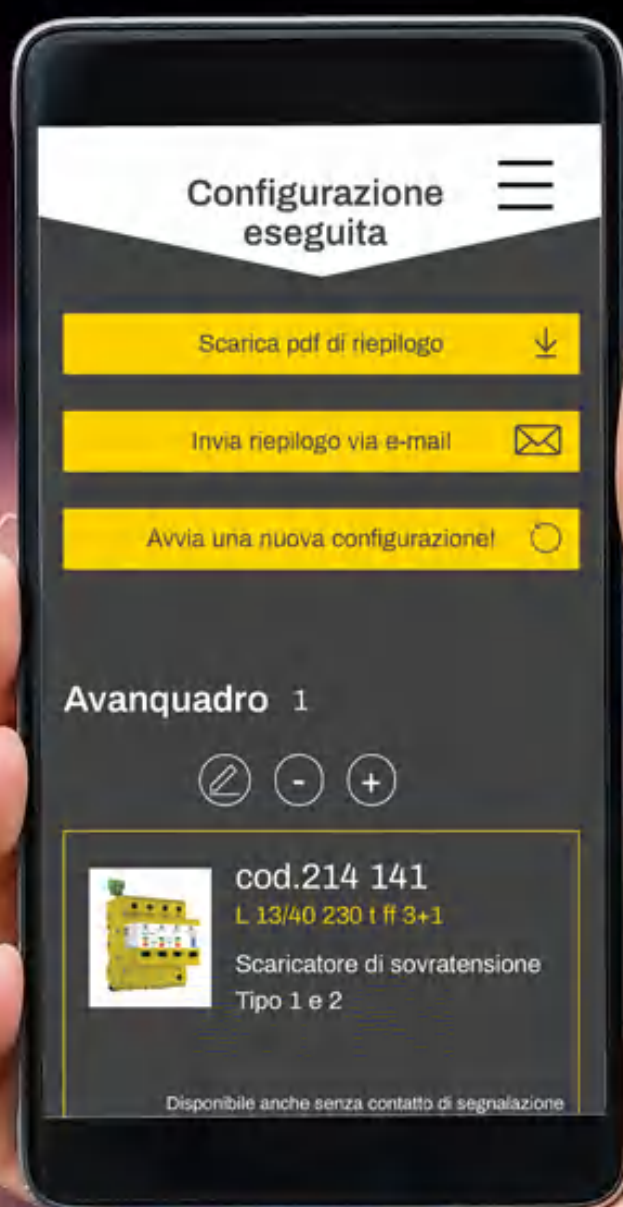 Configurazione
eseguita
Scarica pdf di riepilogo
Invia riepilogo via e-mail
Avvia una nuova configurazione!
Avanquadro 1
- +
cod.214 141
L 13/40 230 t ff 3+1
Scaricatore di sovratensione
Tipo 1 e 2
Disponibile anche senza contatto di segnalazione